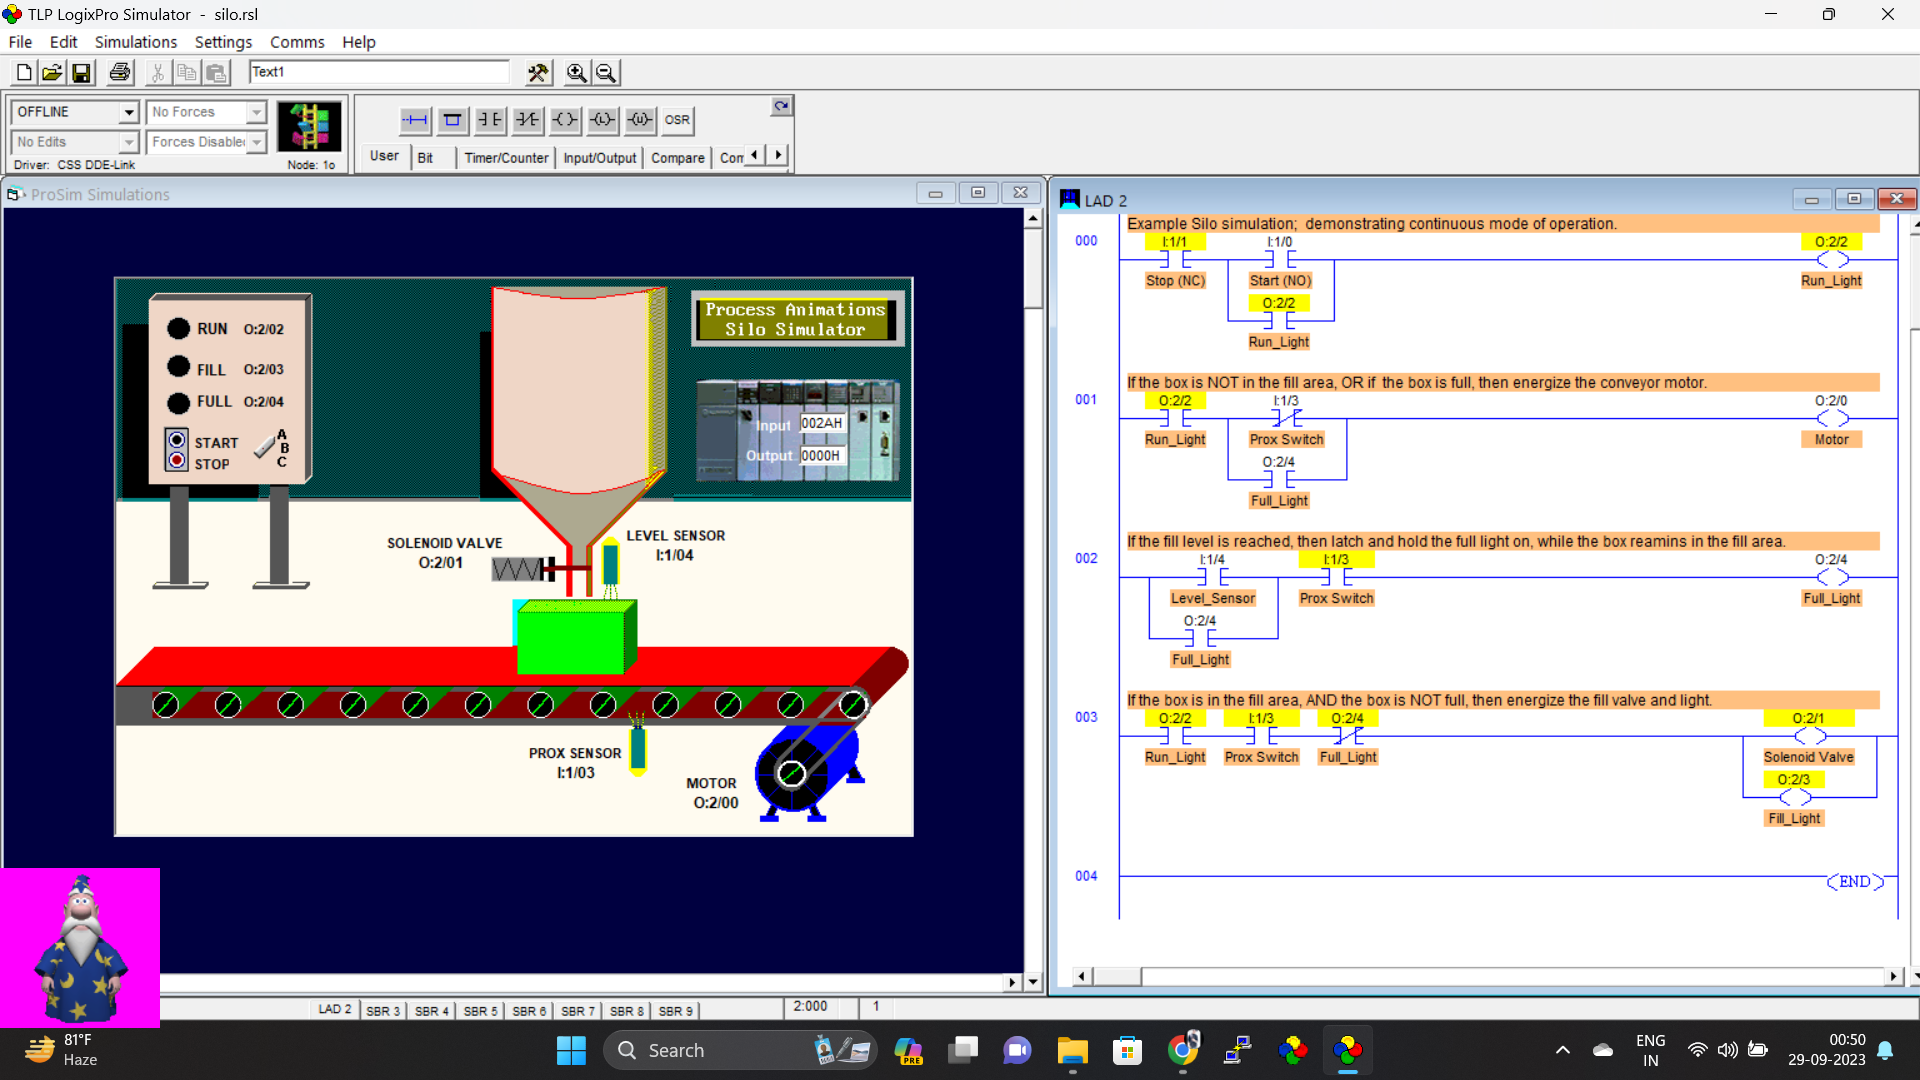 TLP LogixPro Simulator - silo.rsl
File Edit Simulations Settings Comms Help
Text1
OFFLINE No Forces
No Edits Forces Disable
Driver: CSS DDE-Link Node: 1o
OSR
User Bit Timer/Counter Input/Output Compare Con
ProSim Simulations
RUN O:2/02
FILL O:2/03
FULL O:2/04
START
STOP
A
B
C
Process Animations
Silo Simulator
Input 002AH
Output 0000H
SOLENOID VALVE
O:2/01
LEVEL SENSOR
I:1/04
PROX SENSOR
I:1/03
MOTOR
O:2/00
LAD 2
Example Silo simulation; demonstrating continuous mode of operation.
000 I:1/1 I:1/0 O:2/2
Stop (NC) Start (NO) Run_Light
O:2/2
Run_Light
If the box is NOT in the fill area, OR if the box is full, then energize the conveyor motor.
001 O:2/2 I:1/3 O:2/0
Run_Light Prox Switch Motor
O:2/4
Full_Light
If the fill level is reached, then latch and hold the full light on, while the box reamins in the fill area.
002 I:1/4 I:1/3 O:2/4
Level_Sensor Prox Switch Full_Light
O:2/4
Full_Light
If the box is in the fill area, AND the box is NOT full, then energize the fill valve and light.
003 O:2/2 I:1/3 O:2/4 O:2/1
Run_Light Prox Switch Full_Light Solenoid Valve
O:2/3
Fill_Light
004 END
LAD 2 SBR 3 SBR 4 SBR 5 SBR 6 SBR 7 SBR 8 SBR 9 2:000 1
81°F
Haze
Search
PRE
ENG
IN
00:50
29-09-2023